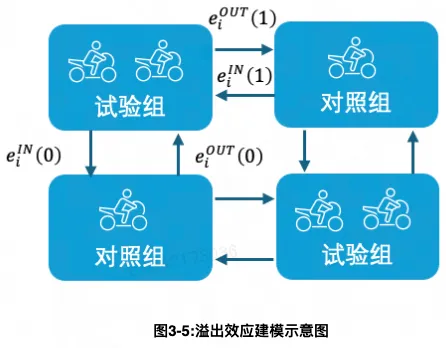 e_i^{OUT}(1)
e_i^{IN}(1)
试验组
对照组
e_i^{IN}(0)
e_i^{OUT}(0)
对照组
试验组
图3-5:溢出效应建模示意图